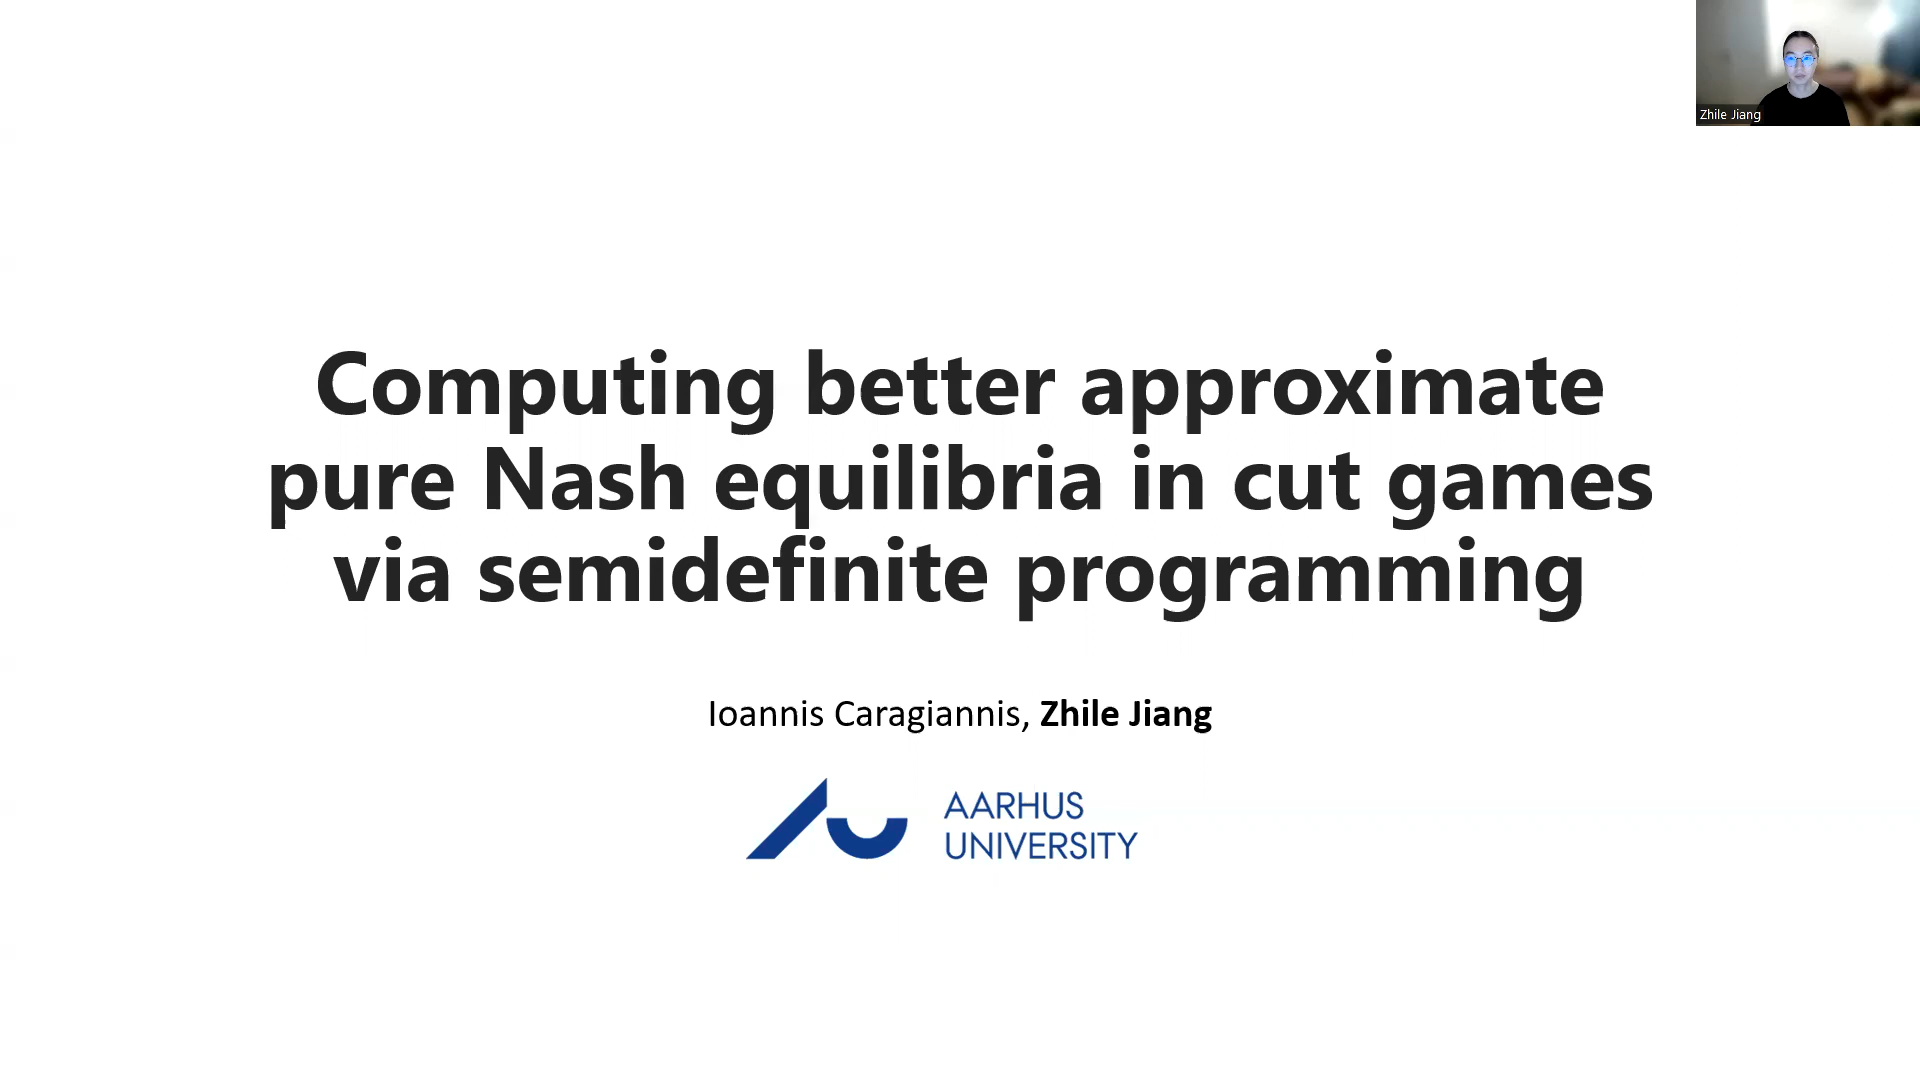 Zhile Jiang
Computing better approximate
pure Nash equilibria in cut games
via semidefinite programming
Ioannis Caragiannis, Zhile Jiang
AARHUS
UNIVERSITY